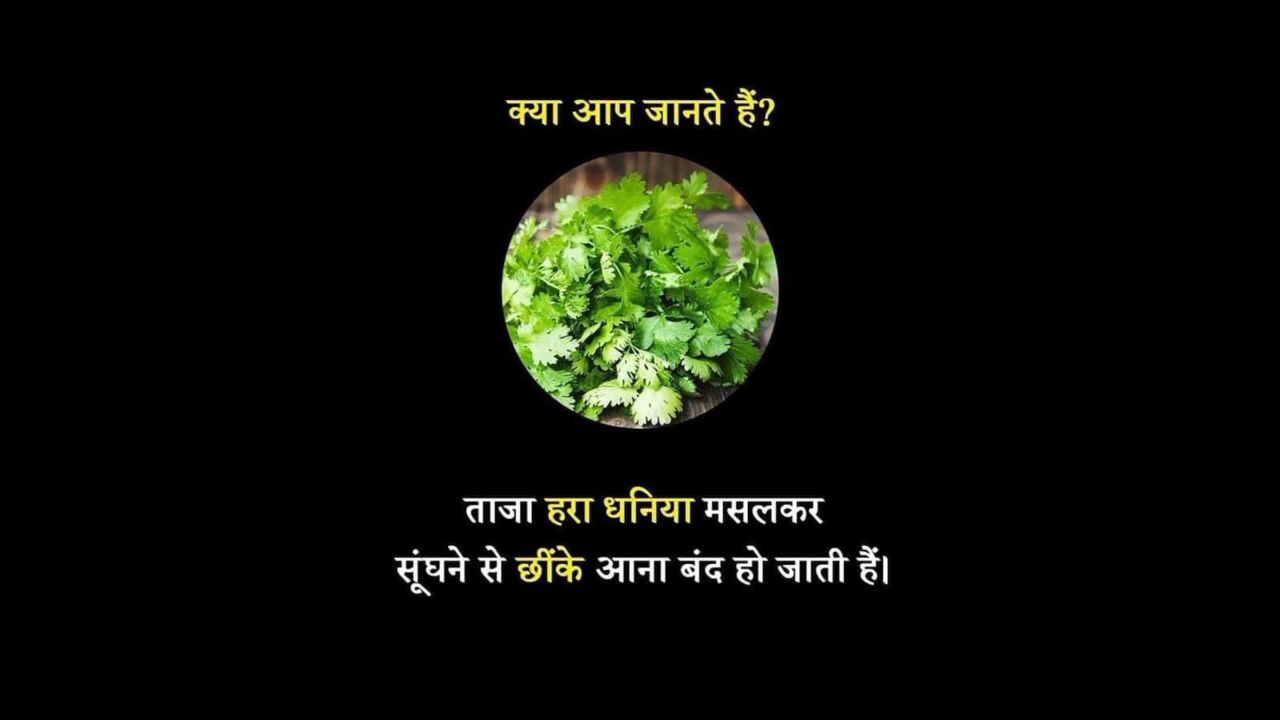 क्या आप जानते हैं?
ताजा हरा धनिया मसलकर
सूंघने से छींके आना बंद हो जाती हैं।